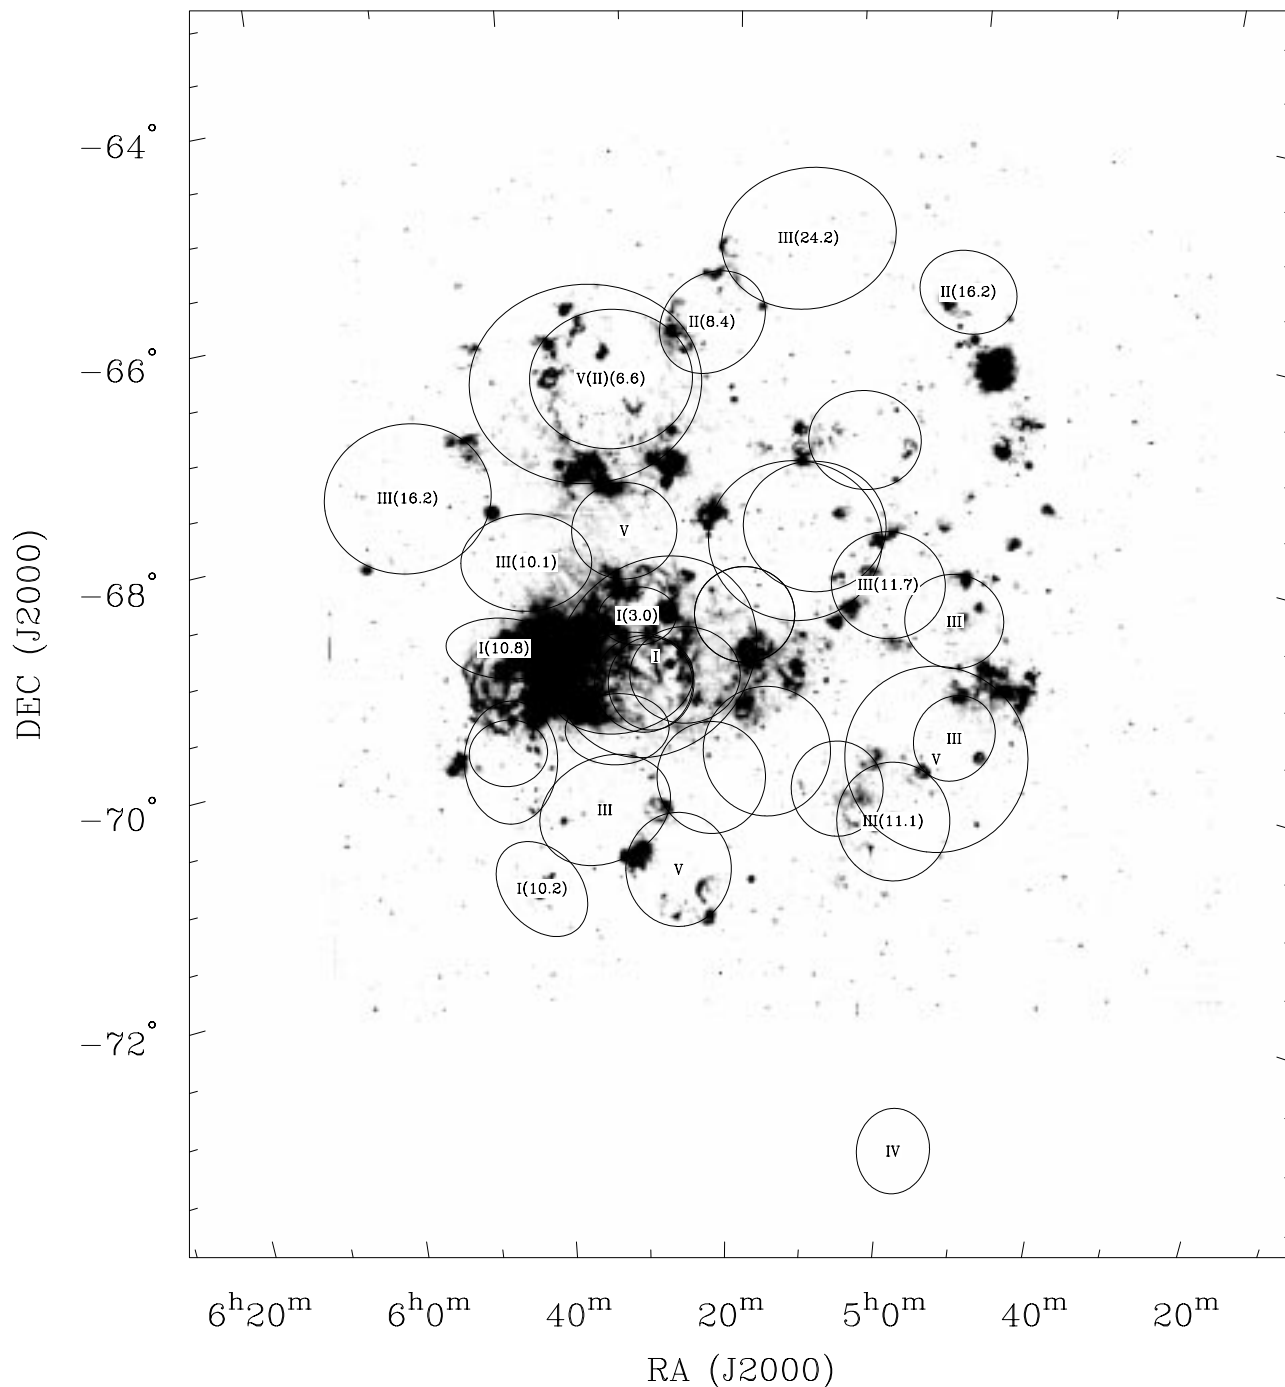 −64°
III(24.2)
II(16.2)
II(8.4)
−66°
V(II)(6.6)
III(16.2)
V
III(10.1)
−68°
III(11.7)
I(3.0)
III
I(10.8)
I
III
V
−70°
III
III(11.1)
V
I(10.2)
−72°
IV
DEC (J2000)
6ʰ20ᵐ 6ʰ0ᵐ 40ᵐ 20ᵐ 5ʰ0ᵐ 40ᵐ 20ᵐ
RA (J2000)